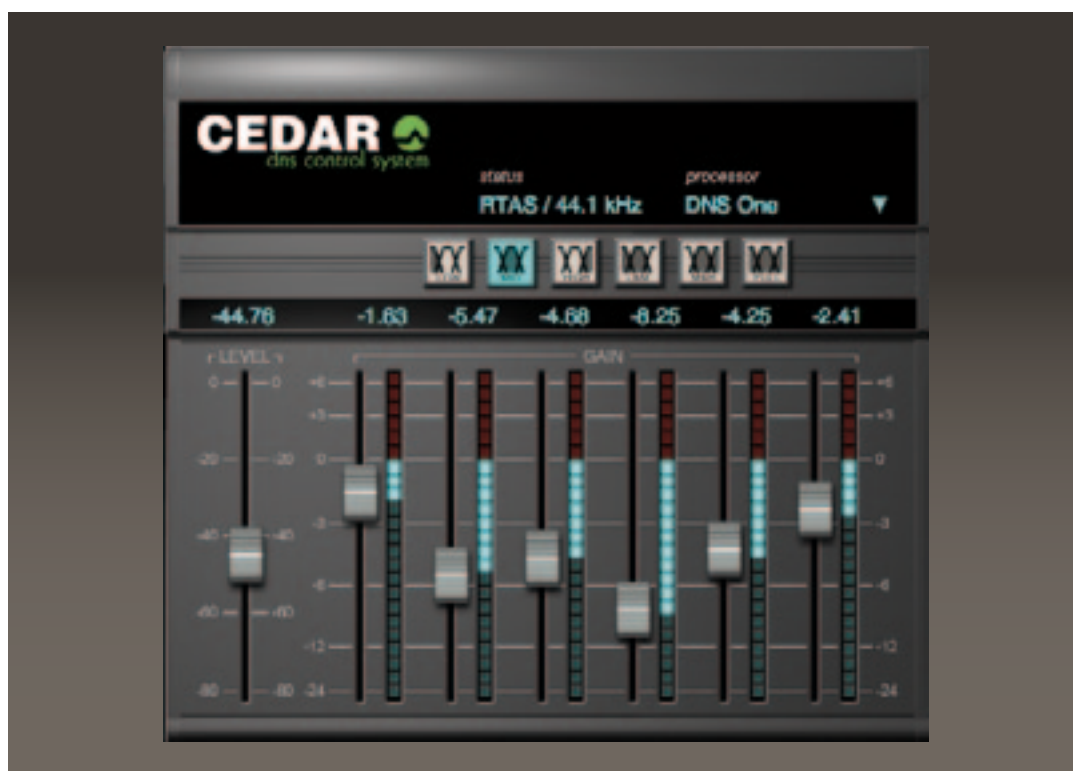 CEDAR
dns control system
status processor
RTAS / 44.1 kHz DNS One
-44.76 -1.63 -5.47 -4.68 -8.25 -4.25 -2.41
LEVEL GAIN
0 0 +6 +6
+3 +3
-20 -20 0 0
-40 -40 -3 -3
-6 -6
-60 -60
-12 -12
-80 -80 -24 -24